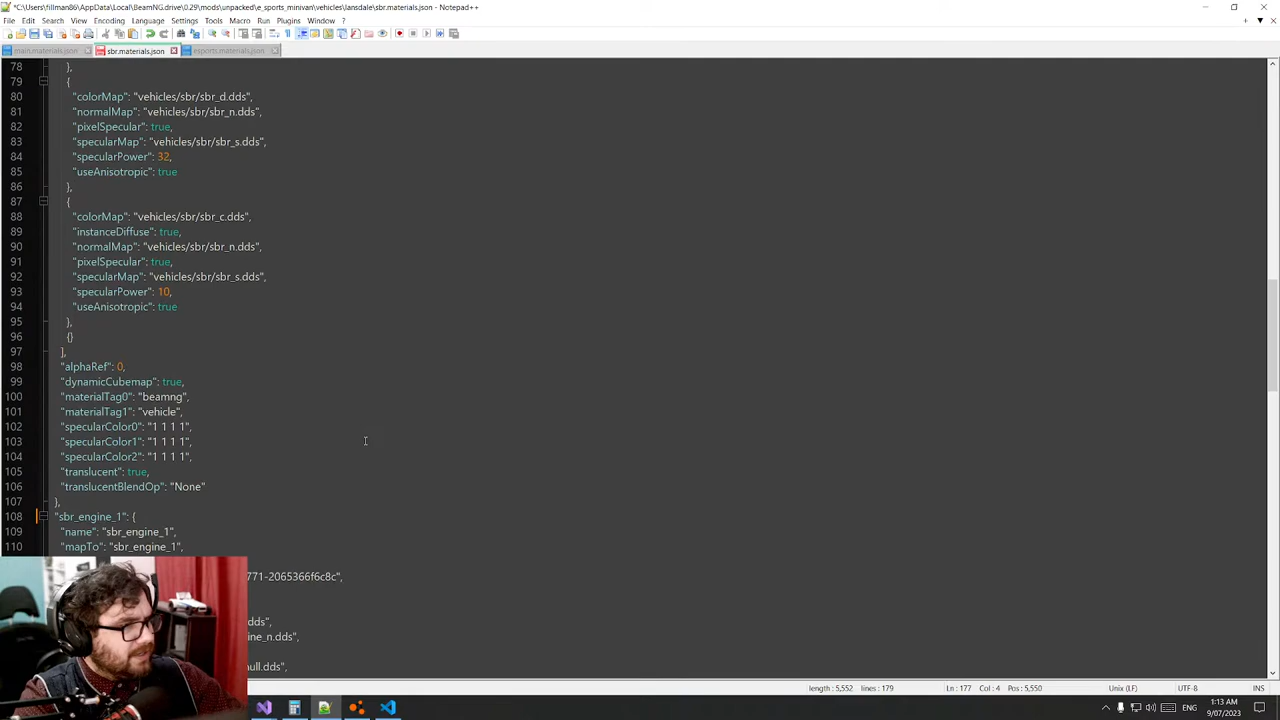 *C:\Users\fillman86\AppData\Local\BeamNG.drive\0.29\mods\unpacked\e_sports_minivan\vehicles\lansdale\sbr.materials.json - Notepad++
File Edit Search View Encoding Language Settings Tools Macro Run Plugins Window ?
main.materials.json sbr.materials.json esports.materials.json
78 },
79 {
80 "colorMap": "vehicles/sbr/sbr_d.dds",
81 "normalMap": "vehicles/sbr/sbr_n.dds",
82 "pixelSpecular": true,
83 "specularMap": "vehicles/sbr/sbr_s.dds",
84 "specularPower": 32,
85 "useAnisotropic": true
86 },
87 {
88 "colorMap": "vehicles/sbr/sbr_c.dds",
89 "instanceDiffuse": true,
90 "normalMap": "vehicles/sbr/sbr_n.dds",
91 "pixelSpecular": true,
92 "specularMap": "vehicles/sbr/sbr_s.dds",
93 "specularPower": 10,
94 "useAnisotropic": true
95 },
96 {}
97 ],
98 "alphaRef": 0,
99 "dynamicCubemap": true,
100 "materialTag0": "beamng",
101 "materialTag1": "vehicle",
102 "specularColor0": "1 1 1 1",
103 "specularColor1": "1 1 1 1",
104 "specularColor2": "1 1 1 1",
105 "translucent": true,
106 "translucentBlendOp": "None"
107 },
108 "sbr_engine_1": {
109 "name": "sbr_engine_1",
110 "mapTo": "sbr_engine_1",
771-2065366f6c8c",
.dds",
ine_n.dds",
null.dds",
length : 5,552 lines : 179 Ln : 177 Col : 4 Pos : 5,550 Unix (LF) UTF-8 INS
ENG 1:13 AM
9/07/2023